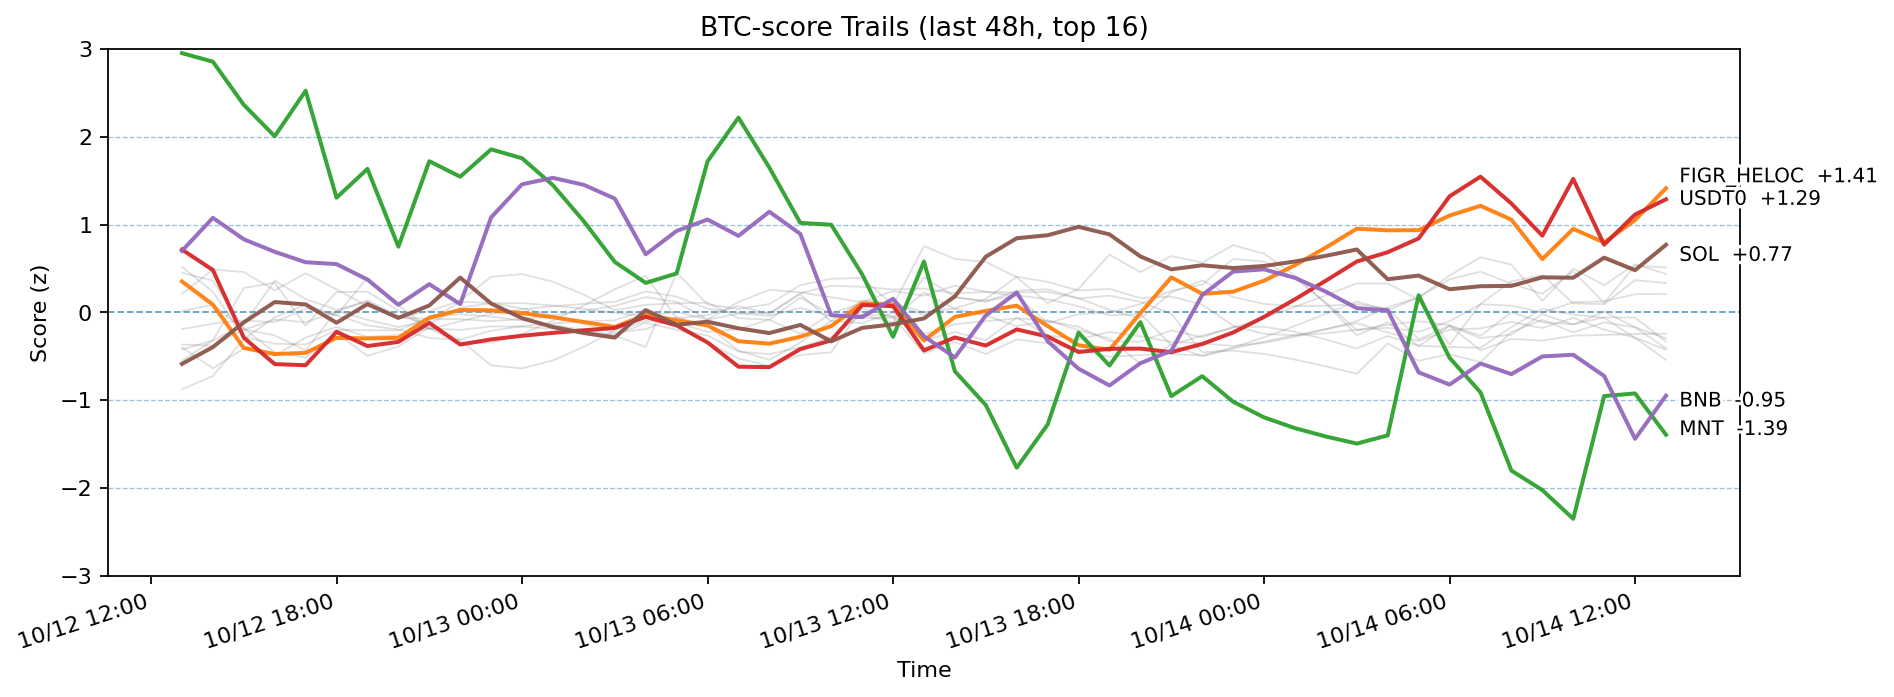 BTC-score Trails (last 48h, top 16)
Score (z)
3
2
1
0
−1
−2
−3
FIGR_HELOC +1.41
USDT0 +1.29
SOL +0.77
BNB -0.95
MNT -1.39
10/12 12:00
10/12 18:00
10/13 00:00
10/13 06:00
10/13 12:00
10/13 18:00
10/14 00:00
10/14 06:00
10/14 12:00
Time